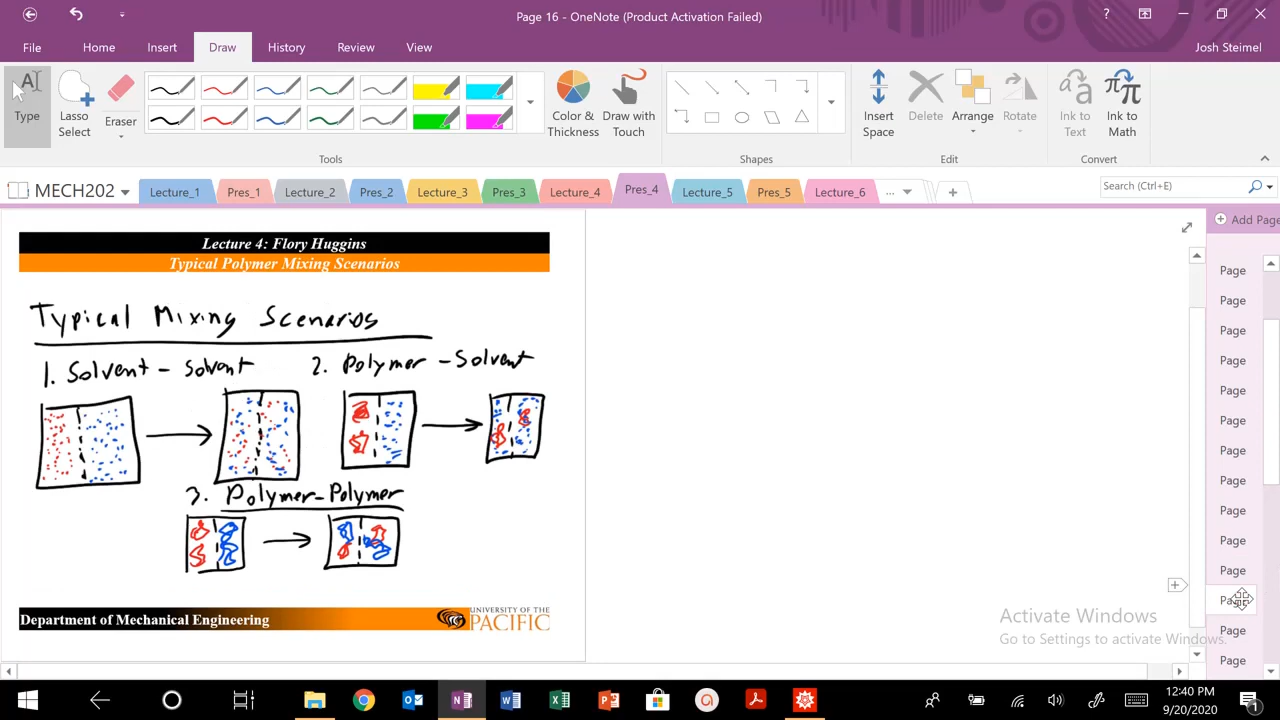 Page 16 - OneNote (Product Activation Failed)
?
File Home Insert Draw History Review View Josh Steimel
Type
Lasso Select
Eraser
Color & Thickness
Draw with Touch
Insert Space
Delete
Arrange
Rotate
Ink to Text
Ink to Math
Tools Shapes Edit Convert
MECH202 Lecture_1 Pres_1 Lecture_2 Pres_2 Lecture_3 Pres_3 Lecture_4 Pres_4 Lecture_5 Pres_5 Lecture_6 ... Search (Ctrl+E)
Add Page
Lecture 4: Flory Huggins
Typical Polymer Mixing Scenarios
Typical Mixing Scenarios
1. Solvent - Solvent
2. Polymer - Solvent
3. Polymer-Polymer
Department of Mechanical Engineering
UNIVERSITY OF THE
PACIFIC
Page
Page
Page
Page
Page
Page
Page
Page
Page
Page
Page
Page
Page
Page
Activate Windows
Go to Settings to activate Windows.
12:40 PM
9/20/2020
1